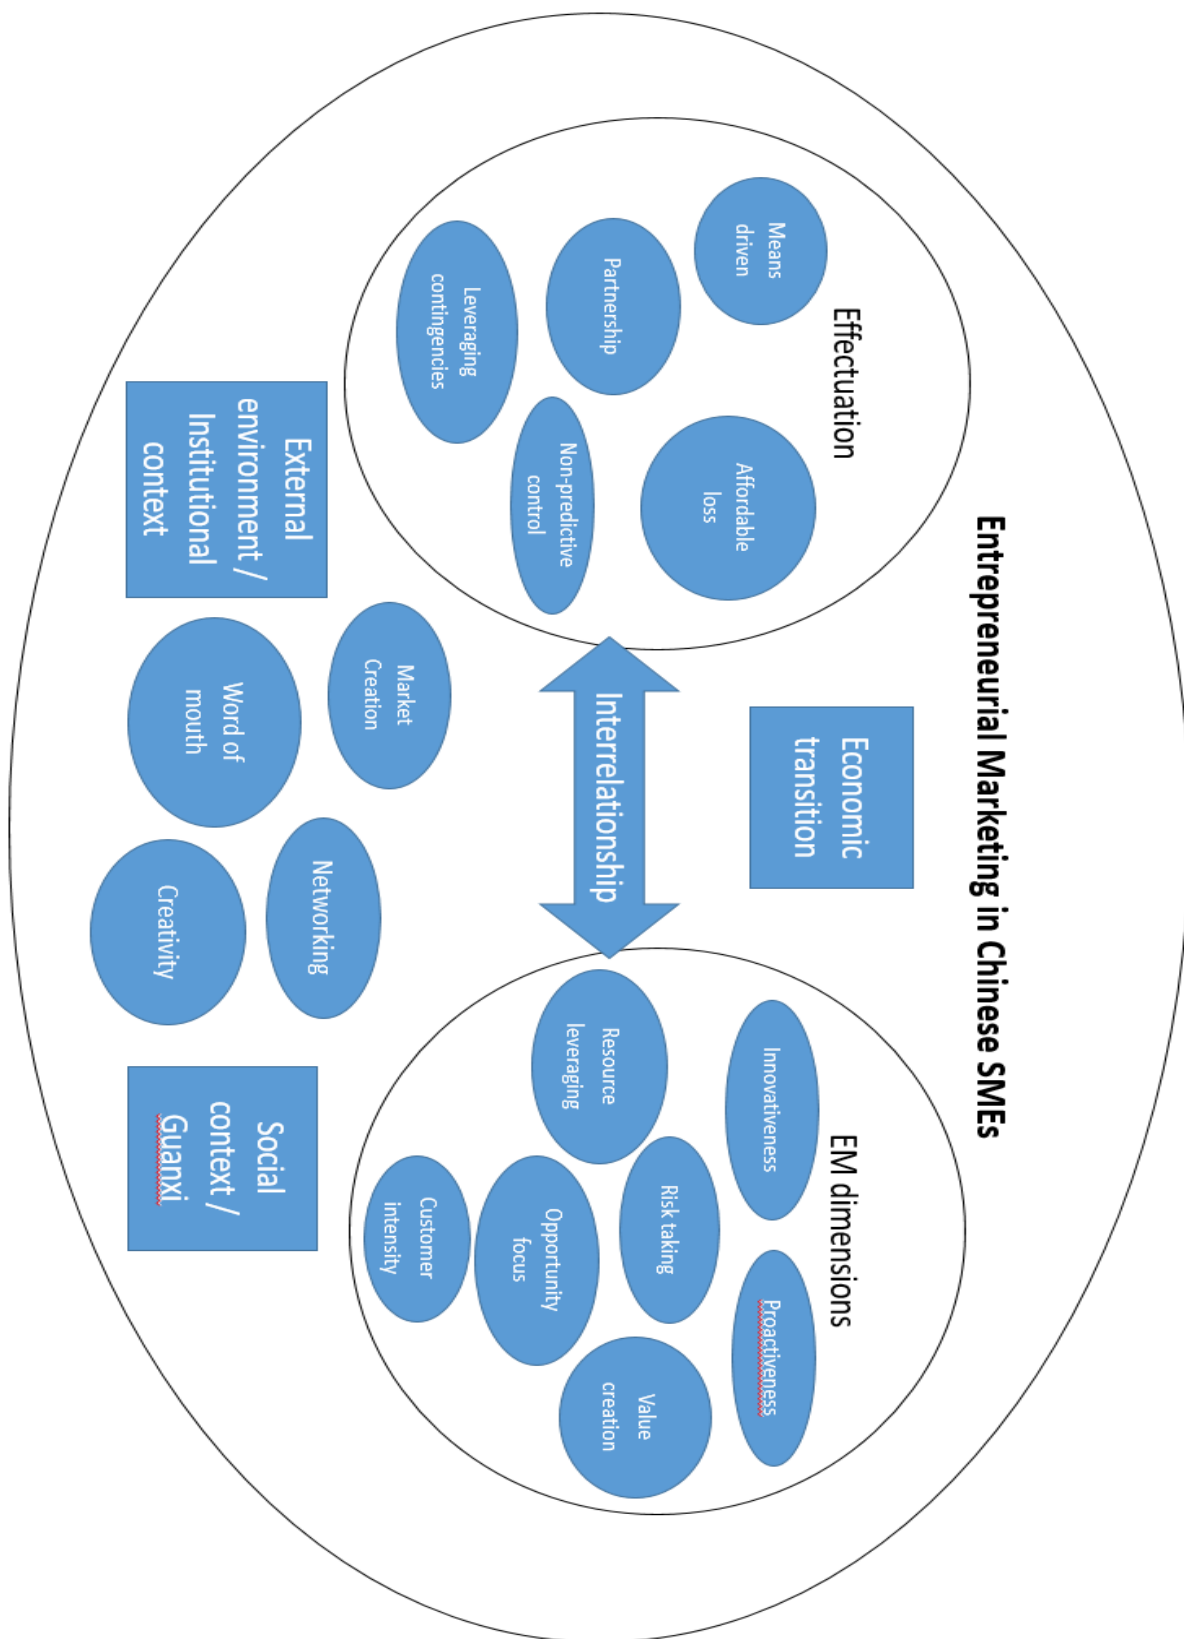 Entrepreneurial Marketing in Chinese SMEs
Effectuation
Means
driven
Affordable
loss
Partnership
Leveraging
contingencies
Non-predictive
control
Economic
transition
Interrelationship
EM dimensions
Innovativeness
Proactiveness
Resource
leveraging
Risk taking
Opportunity
focus
Customer
intensity
Value
creation
External
environment /
Institutional
context
Market
Creation
Word of
mouth
Networking
Creativity
Social
context /
Guanxi